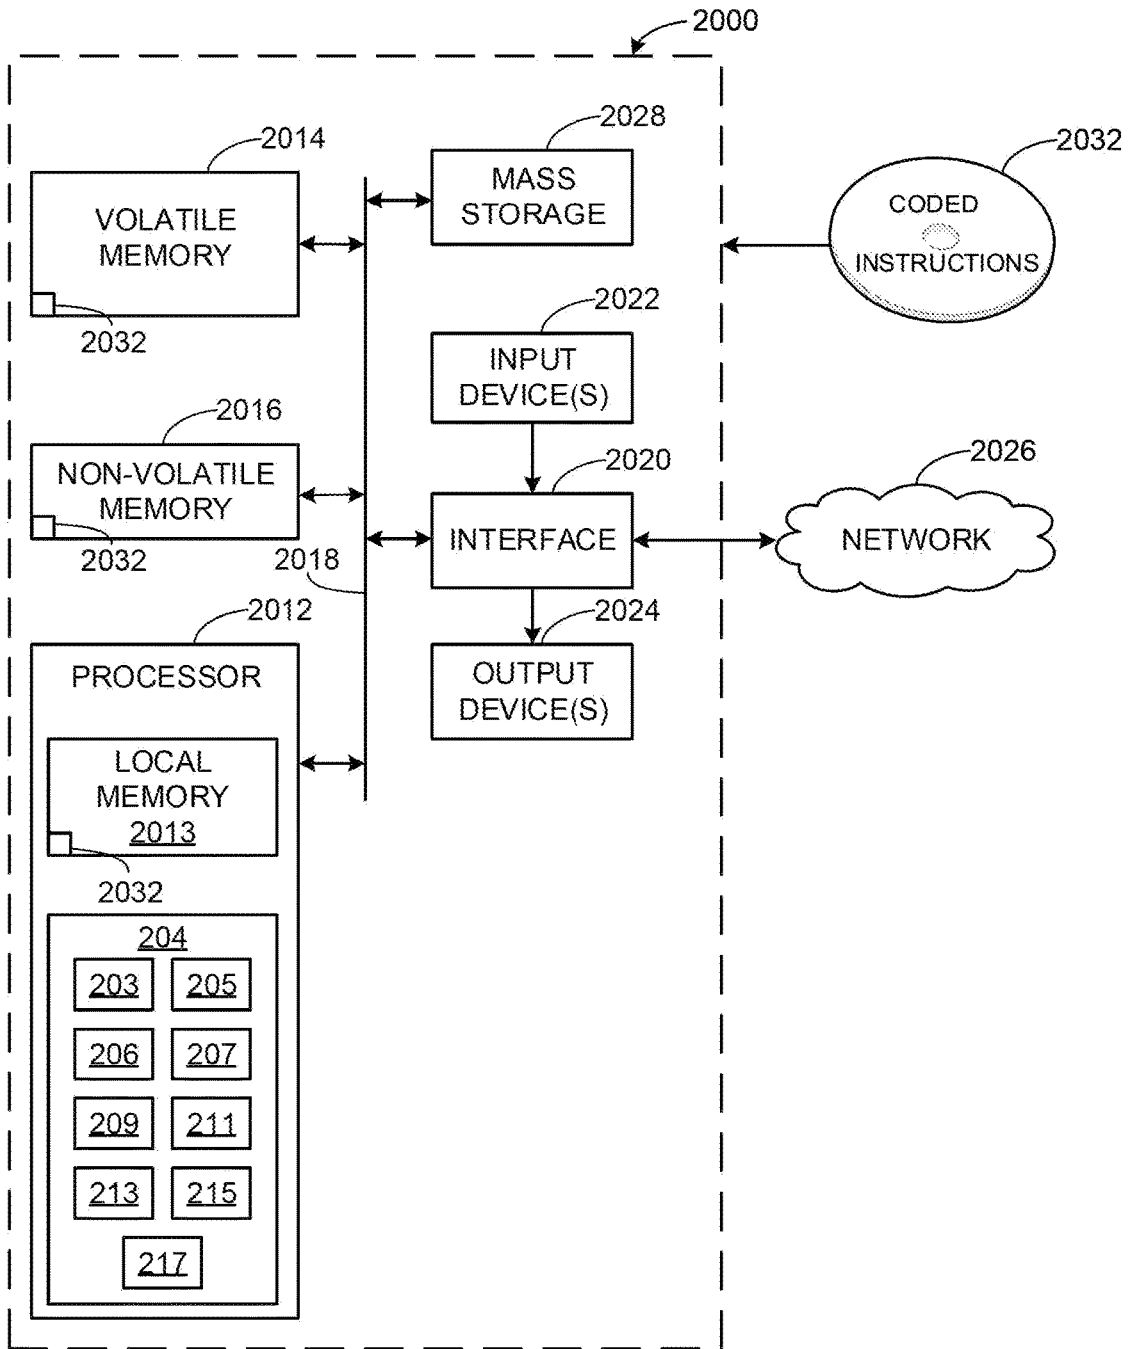 2000
2014
VOLATILE
MEMORY
2032
2028
MASS
STORAGE
2032
CODED
INSTRUCTIONS
2022
INPUT
DEVICE(S)
2016
NON-VOLATILE
MEMORY
2032
2018
2020
INTERFACE
2026
NETWORK
2024
OUTPUT
DEVICE(S)
2012
PROCESSOR
LOCAL
MEMORY
2013
2032
204
203 205
206 207
209 211
213 215
217